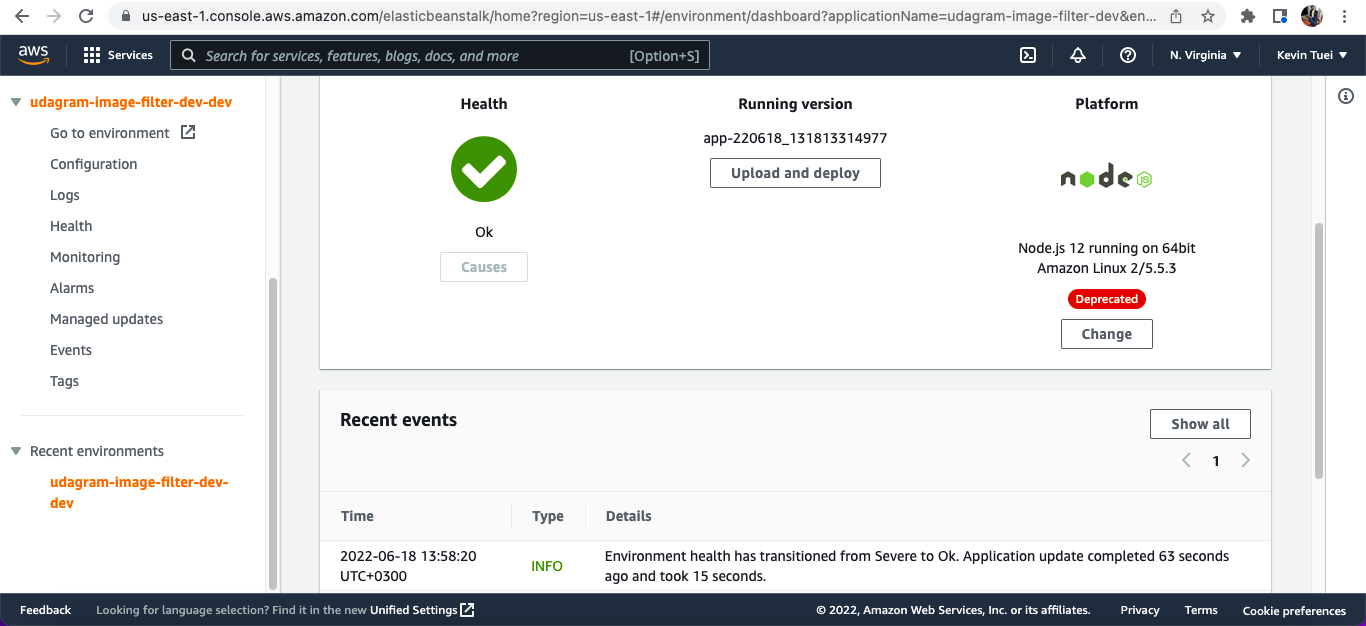 us-east-1.console.aws.amazon.com/elasticbeanstalk/home?region=us-east-1#/environment/dashboard?applicationName=udagram-image-filter-dev&en...
aws
Services
Search for services, features, blogs, docs, and more
[Option+S]
N. Virginia
Kevin Tuei
udagram-image-filter-dev-dev
Go to environment
Configuration
Logs
Health
Monitoring
Alarms
Managed updates
Events
Tags
Recent environments
udagram-image-filter-dev-
dev
Health
Ok
Causes
Running version
app-220618_131813314977
Upload and deploy
Platform
node
JS
Node.js 12 running on 64bit
Amazon Linux 2/5.5.3
Deprecated
Change
Recent events
Show all
1
Time
Type
Details
2022-06-18 13:58:20
UTC+0300
INFO
Environment health has transitioned from Severe to Ok. Application update completed 63 seconds
ago and took 15 seconds.
Feedback
Looking for language selection? Find it in the new Unified Settings
© 2022, Amazon Web Services, Inc. or its affiliates.
Privacy
Terms
Cookie preferences